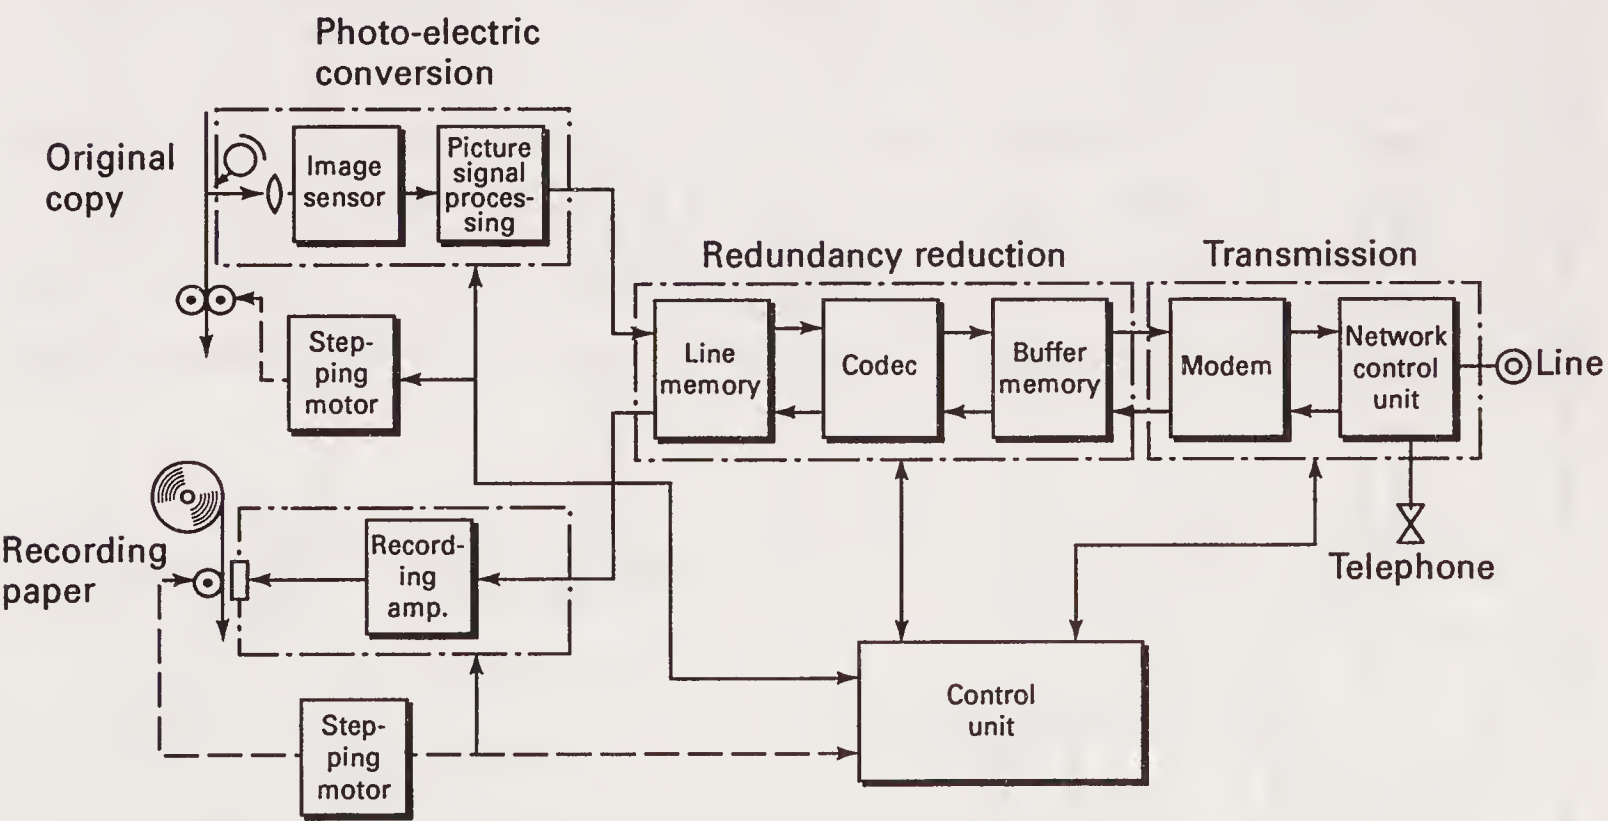 Photo-electric
conversion
Original
copy
Image
sensor
Picture
signal
proces-
sing
Step-
ping
motor
Redundancy reduction
Line
memory
Codec
Buffer
memory
Transmission
Modem
Network
control
unit
Line
Telephone
Recording
paper
Record-
ing
amp.
Step-
ping
motor
Control
unit